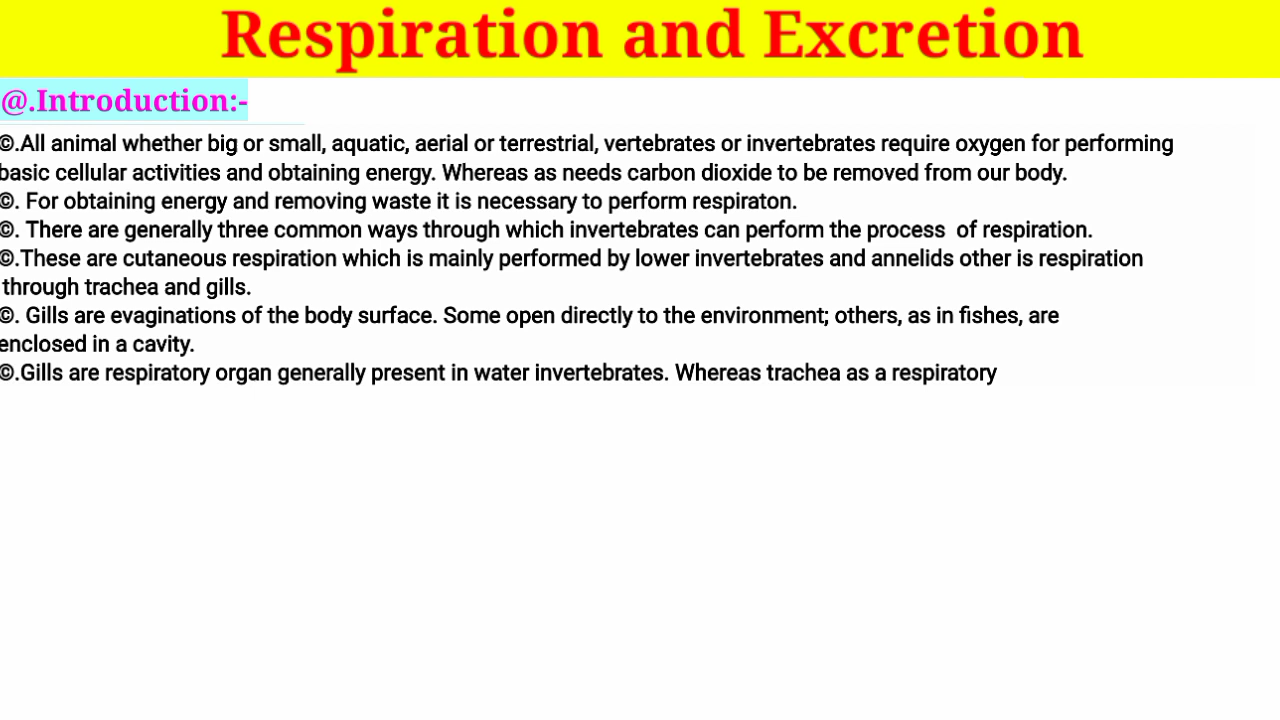 Respiration and Excretion
@.Introduction:-
©.All animal whether big or small, aquatic, aerial or terrestrial, vertebrates or invertebrates require oxygen for performing
basic cellular activities and obtaining energy. Whereas as needs carbon dioxide to be removed from our body.
©. For obtaining energy and removing waste it is necessary to perform respiraton.
©. There are generally three common ways through which invertebrates can perform the process  of respiration.
©.These are cutaneous respiration which is mainly performed by lower invertebrates and annelids other is respiration
through trachea and gills.
©. Gills are evaginations of the body surface. Some open directly to the environment; others, as in fishes, are
enclosed in a cavity.
©.Gills are respiratory organ generally present in water invertebrates. Whereas trachea as a respiratory